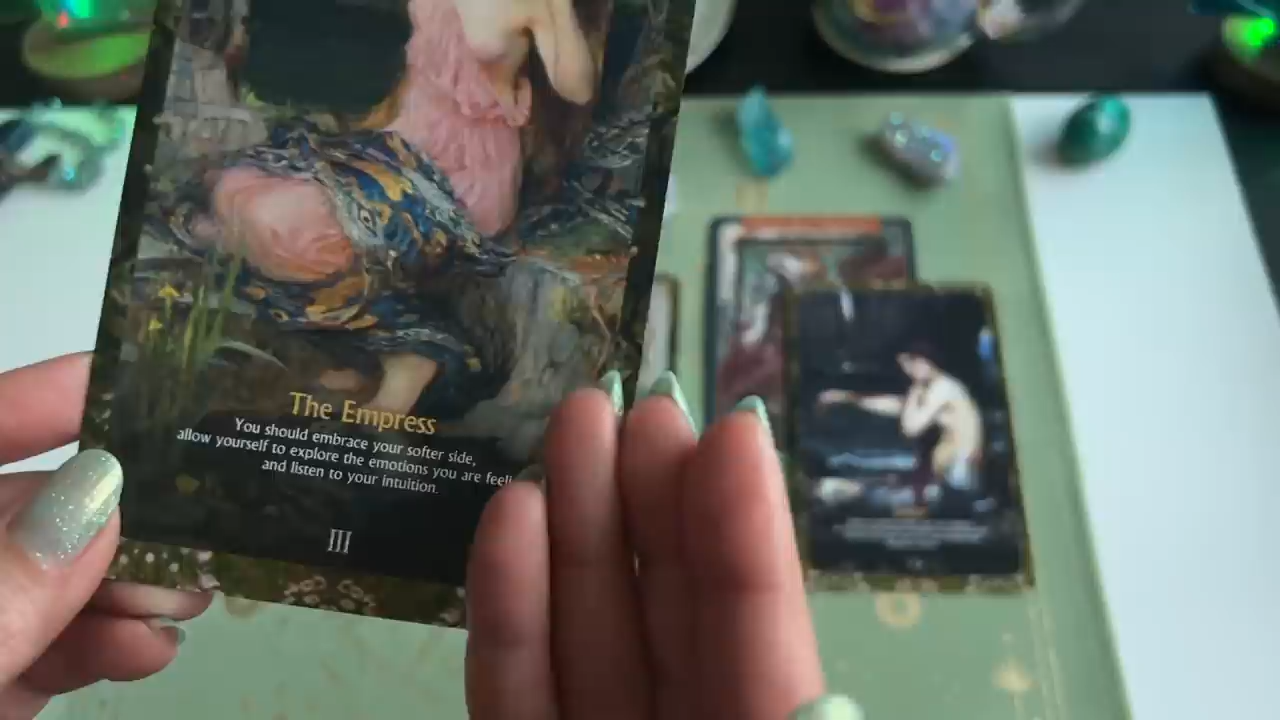 The Empress
You should embrace your softer side,
allow yourself to explore the emotions you are feeli
and listen to your intuition.
III